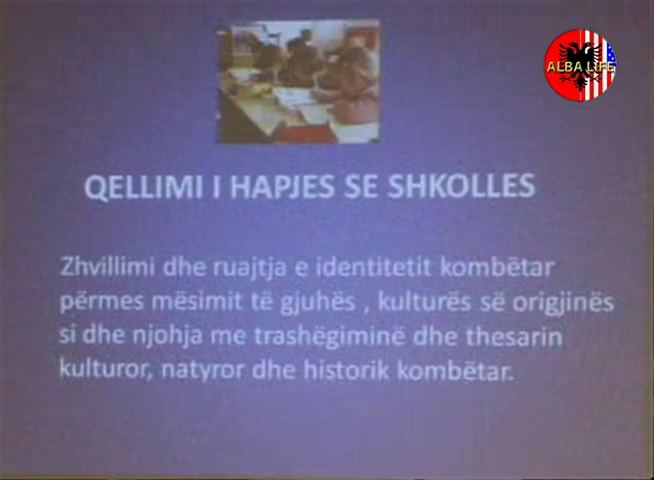 ALBA LIFE
QELLIMI I HAPJES SE SHKOLLES
Zhvillimi dhe ruajtja e identitetit kombëtar
përmes mësimit të gjuhës , kulturës së origjinës
si dhe njohja me trashëgiminë dhe thesarin
kulturor, natyror dhe historik kombëtar.